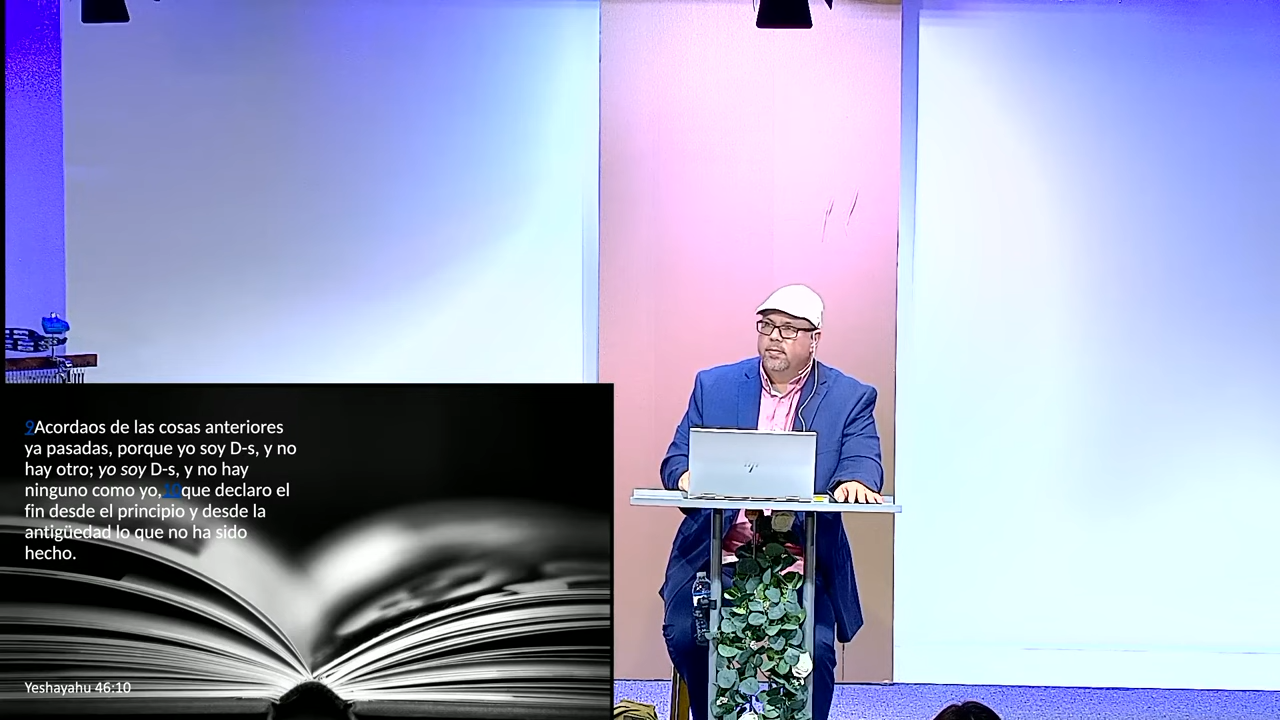 9Acordaos de las cosas anteriores
ya pasadas, porque yo soy D-s, y no
hay otro; yo soy D-s, y no hay
ninguno como yo,10que declaro el
fin desde el principio y desde la
antigüedad lo que no ha sido
hecho.
Yeshayahu 46:10
hp